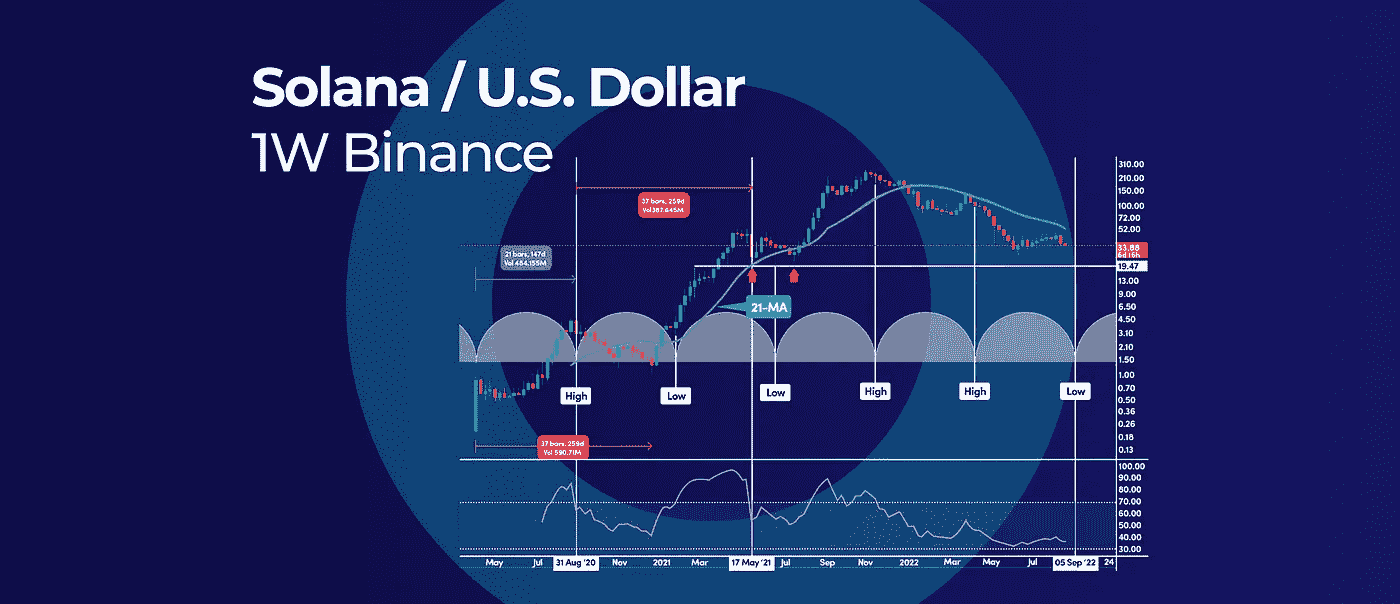 Solana / U.S. Dollar
1W Binance
37 bars, 259d
Vol 387.645M
21 bars, 147d
Vol 484.155M
21-MA
High
Low
Low
High
High
Low
37 bars, 259d
Vol 590.71M
310.00
210.00
150.00
100.00
72.00
52.00
33.88
6d 16h
19.47
13.00
9.00
6.50
4.50
3.10
2.10
1.50
1.00
0.70
0.50
0.36
0.26
0.18
0.13
100.00
90.00
80.00
70.00
60.00
50.00
40.00
30.00
May Jul 31 Aug '20 Nov 2021 Mar 17 May '21 Jul Sep Nov 2022 Mar May Jul 05 Sep '22 24